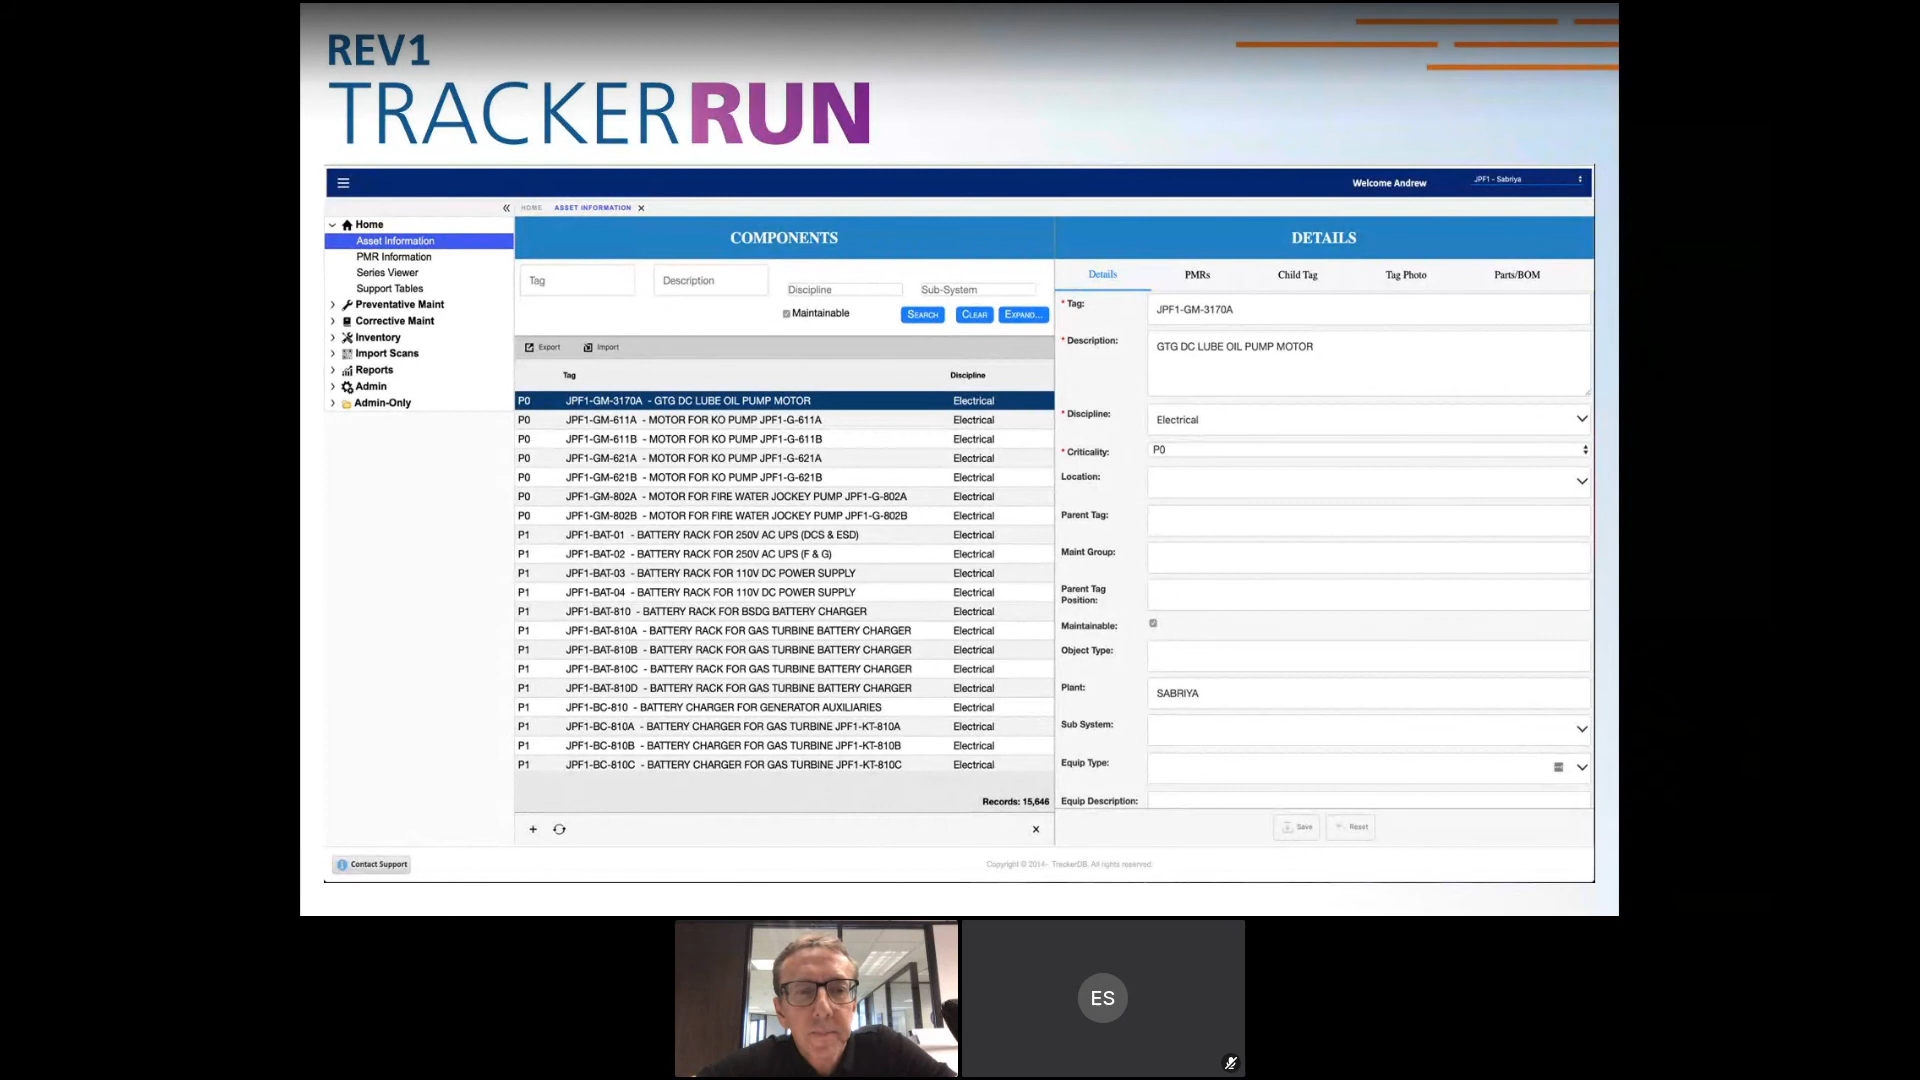 REV1
TRACKERRUN
Welcome Andrew
JPF1 - Sabriya
HOME
ASSET INFORMATION
Home
Asset Information
PMR Information
Series Viewer
Support Tables
Preventative Maint
Corrective Maint
Inventory
Import Scans
Reports
Admin
Admin-Only
COMPONENTS
Tag
Description
Discipline
Sub-System
Maintainable
SEARCH
CLEAR
EXPAND...
Export
Import
Tag Discipline
P0 JPF1-GM-3170A - GTG DC LUBE OIL PUMP MOTOR Electrical
P0 JPF1-GM-611A - MOTOR FOR KO PUMP JPF1-G-611A Electrical
P0 JPF1-GM-611B - MOTOR FOR KO PUMP JPF1-G-611B Electrical
P0 JPF1-GM-621A - MOTOR FOR KO PUMP JPF1-G-621A Electrical
P0 JPF1-GM-621B - MOTOR FOR KO PUMP JPF1-G-621B Electrical
P0 JPF1-GM-802A - MOTOR FOR FIRE WATER JOCKEY PUMP JPF1-G-802A Electrical
P0 JPF1-GM-802B - MOTOR FOR FIRE WATER JOCKEY PUMP JPF1-G-802B Electrical
P1 JPF1-BAT-01 - BATTERY RACK FOR 250V AC UPS (DCS & ESD) Electrical
P1 JPF1-BAT-02 - BATTERY RACK FOR 250V AC UPS (F & G) Electrical
P1 JPF1-BAT-03 - BATTERY RACK FOR 110V DC POWER SUPPLY Electrical
P1 JPF1-BAT-04 - BATTERY RACK FOR 110V DC POWER SUPPLY Electrical
P1 JPF1-BAT-810 - BATTERY RACK FOR BSDG BATTERY CHARGER Electrical
P1 JPF1-BAT-810A - BATTERY RACK FOR GAS TURBINE BATTERY CHARGER Electrical
P1 JPF1-BAT-810B - BATTERY RACK FOR GAS TURBINE BATTERY CHARGER Electrical
P1 JPF1-BAT-810C - BATTERY RACK FOR GAS TURBINE BATTERY CHARGER Electrical
P1 JPF1-BAT-810D - BATTERY RACK FOR GAS TURBINE BATTERY CHARGER Electrical
P1 JPF1-BC-810 - BATTERY CHARGER FOR GENERATOR AUXILIARIES Electrical
P1 JPF1-BC-810A - BATTERY CHARGER FOR GAS TURBINE JPF1-KT-810A Electrical
P1 JPF1-BC-810B - BATTERY CHARGER FOR GAS TURBINE JPF1-KT-810B Electrical
P1 JPF1-BC-810C - BATTERY CHARGER FOR GAS TURBINE JPF1-KT-810C Electrical
Records: 15,646
DETAILS
Details PMRs Child Tag Tag Photo Parts/BOM
* Tag: JPF1-GM-3170A
* Description: GTG DC LUBE OIL PUMP MOTOR
* Discipline: Electrical
* Criticality: P0
Location:
Parent Tag:
Maint Group:
Parent Tag
Position:
Maintainable:
Object Type:
Plant: SABRIYA
Sub System:
Equip Type:
Equip Description:
Save Reset
Contact Support
Copyright © 2014- TrackerDB. All rights reserved.
ES